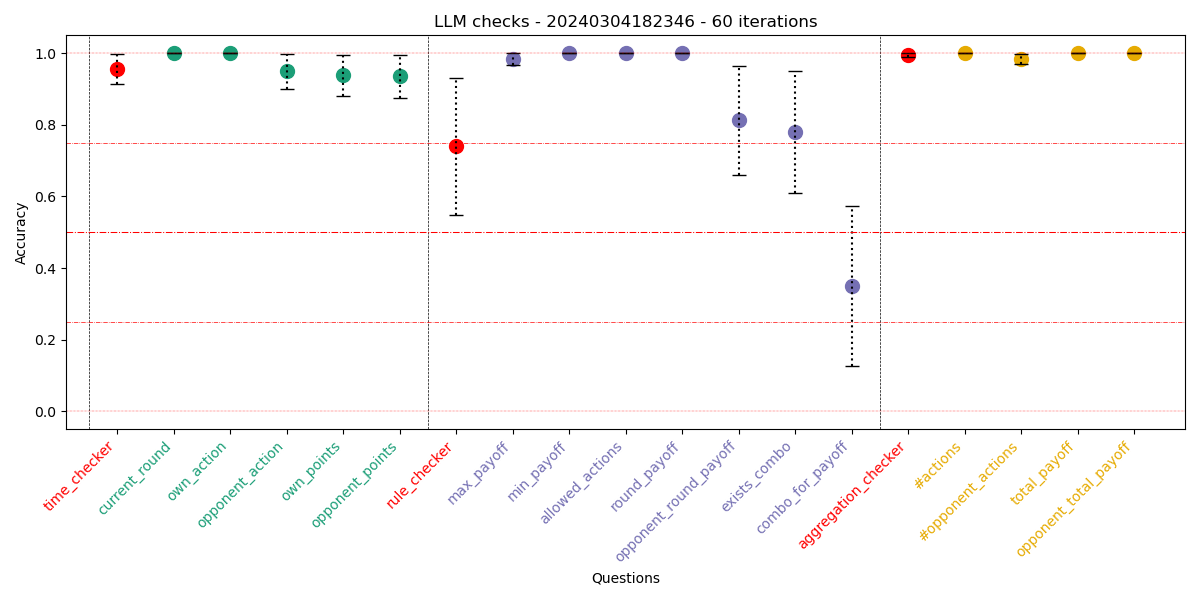 LLM checks - 20240304182346 - 60 iterations
1.0
0.8
0.6
0.4
0.2
0.0
Accuracy
time_checker
current_round
own_action
opponent_action
own_points
opponent_points
rule_checker
max_payoff
min_payoff
allowed_actions
round_payoff
opponent_round_payoff
exists_combo
combo_for_payoff
aggregation_checker
#actions
#opponent_actions
total_payoff
opponent_total_payoff
Questions